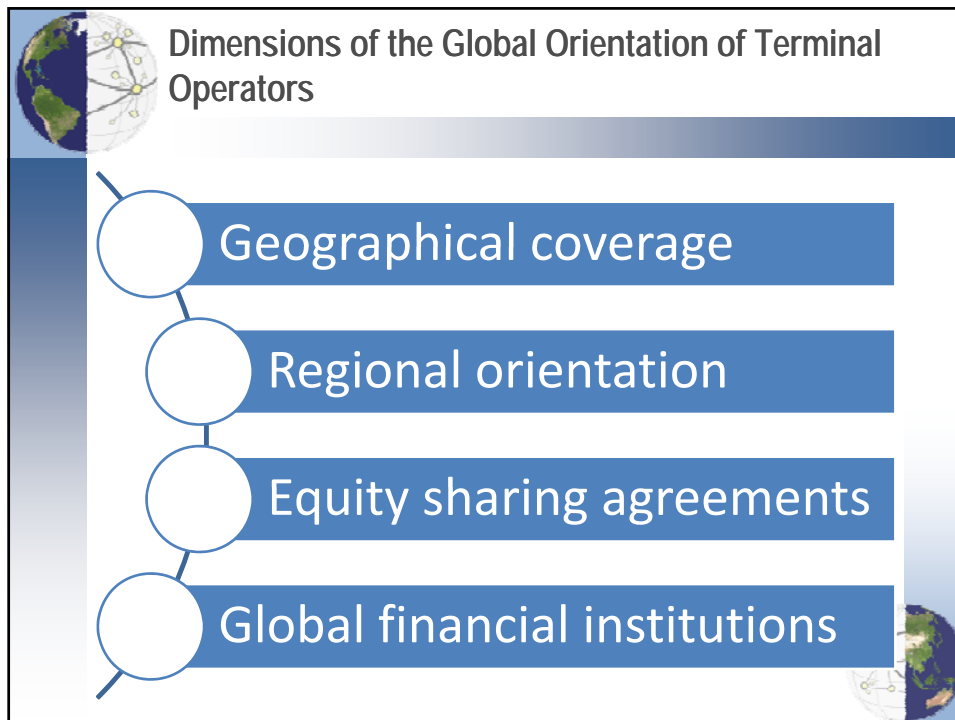 Dimensions of the Global Orientation of Terminal
Operators
Geographical coverage
Regional orientation
Equity sharing agreements
Global financial institutions